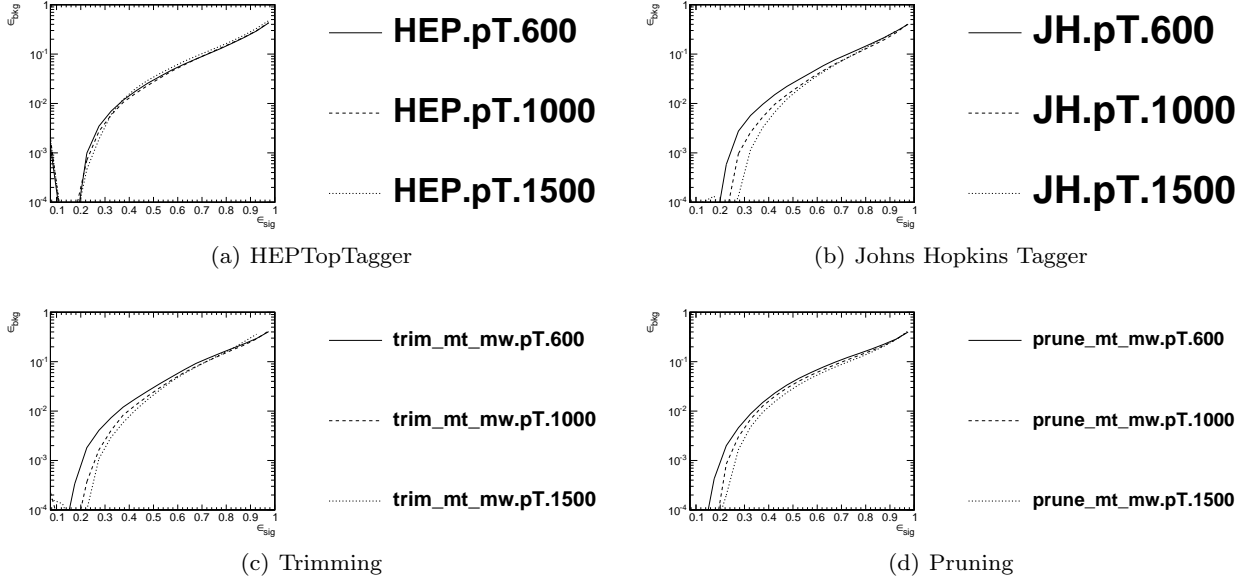 ϵbkg
1
10-1
10-2
10-3
10-4
0.1 0.2 0.3 0.4 0.5 0.6 0.7 0.8 0.9 1
ϵsig
HEP.pT.600
HEP.pT.1000
HEP.pT.1500
(a) HEPTopTagger
ϵbkg
1
10-1
10-2
10-3
10-4
0.1 0.2 0.3 0.4 0.5 0.6 0.7 0.8 0.9 1
ϵsig
JH.pT.600
JH.pT.1000
JH.pT.1500
(b) Johns Hopkins Tagger
ϵbkg
1
10-1
10-2
10-3
10-4
0.1 0.2 0.3 0.4 0.5 0.6 0.7 0.8 0.9 1
ϵsig
trim_mt_mw.pT.600
trim_mt_mw.pT.1000
trim_mt_mw.pT.1500
(c) Trimming
ϵbkg
1
10-1
10-2
10-3
10-4
0.1 0.2 0.3 0.4 0.5 0.6 0.7 0.8 0.9 1
ϵsig
prune_mt_mw.pT.600
prune_mt_mw.pT.1000
prune_mt_mw.pT.1500
(d) Pruning